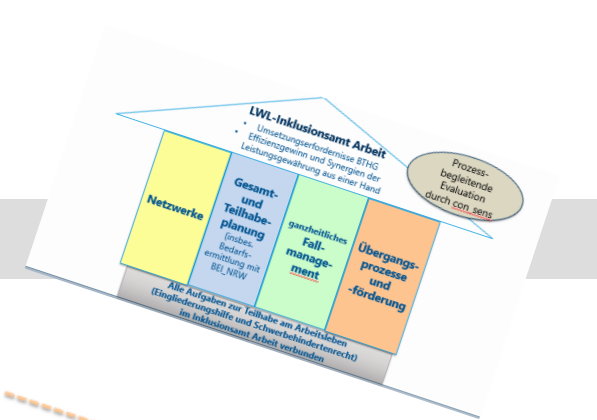 LWL-Inklusionsamt Arbeit
• Umsetzungserfordernisse BTHG
• Effizienzgewinn und Synergien der
Leistungsgewährung aus einer Hand
Prozess-
begleitende
Evaluation
durch con_sens
Netzwerke
Gesamt-
und
Teilhabe-
planung
(insbes.
Bedarfs-
ermittlung mit
BEI_NRW
ganzheitliches
Fall-
manage-
ment
Übergangs-
prozesse
und
-förderung
Alle Aufgaben zur Teilhabe am Arbeitsleben
(Eingliederungshilfe und Schwerbehindertenrecht)
im Inklusionsamt Arbeit verbunden